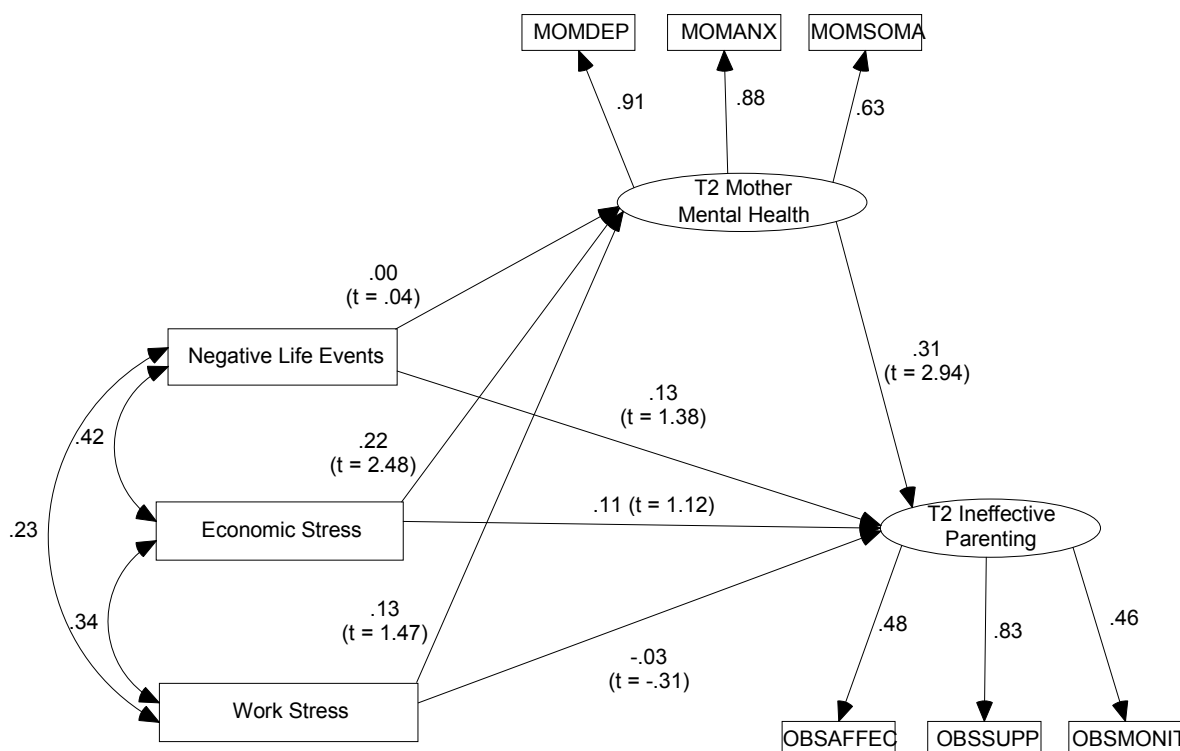 MOMDEP
MOMANX
MOMSOMA
.91
.88
.63
T2 Mother
Mental Health
.00
(t = .04)
Negative Life Events
.31
(t = 2.94)
.13
(t = 1.38)
.42
.22
(t = 2.48)
.23
Economic Stress
.11 (t = 1.12)
T2 Ineffective
Parenting
.34
.13
(t = 1.47)
.48
.83
.46
-.03
(t = -.31)
Work Stress
OBSAFFEC
OBSSUPP
OBSMONIT